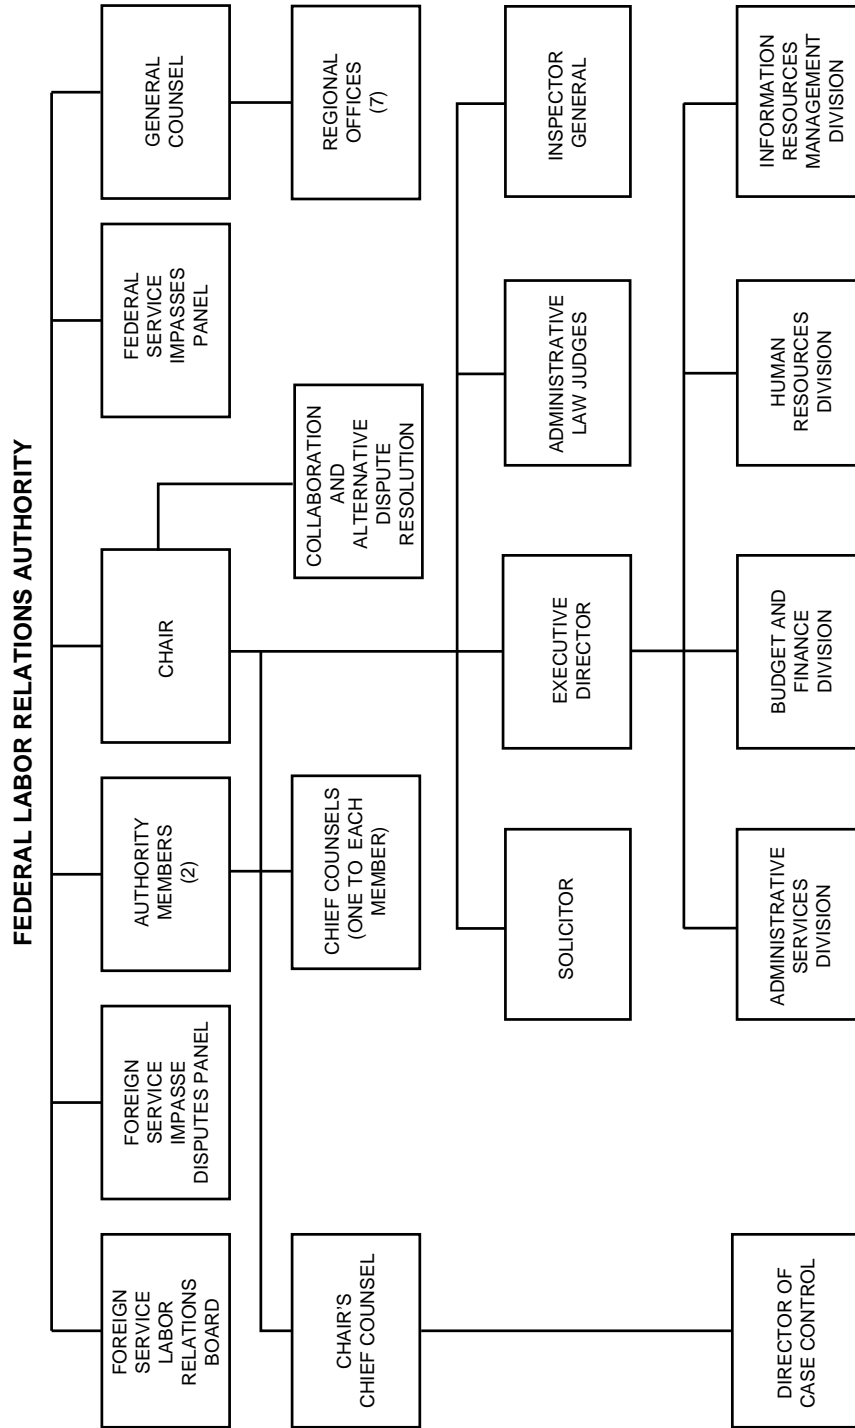 FEDERAL LABOR RELATIONS AUTHORITY
FOREIGN
SERVICE
LABOR
RELATIONS
BOARD
FOREIGN
SERVICE
IMPASSE
DISPUTES PANEL
AUTHORITY
MEMBERS
(2)
CHAIR
FEDERAL
SERVICE
IMPASSES
PANEL
GENERAL
COUNSEL
CHAIR'S
CHIEF COUNSEL
CHIEF COUNSELS
(ONE TO EACH
MEMBER)
COLLABORATION
AND
ALTERNATIVE
DISPUTE
RESOLUTION
REGIONAL
OFFICES
(7)
SOLICITOR
EXECUTIVE
DIRECTOR
ADMINISTRATIVE
LAW JUDGES
INSPECTOR
GENERAL
DIRECTOR OF
CASE CONTROL
ADMINISTRATIVE
SERVICES
DIVISION
BUDGET AND
FINANCE
DIVISION
HUMAN
RESOURCES
DIVISION
INFORMATION
RESOURCES
MANAGEMENT
DIVISION